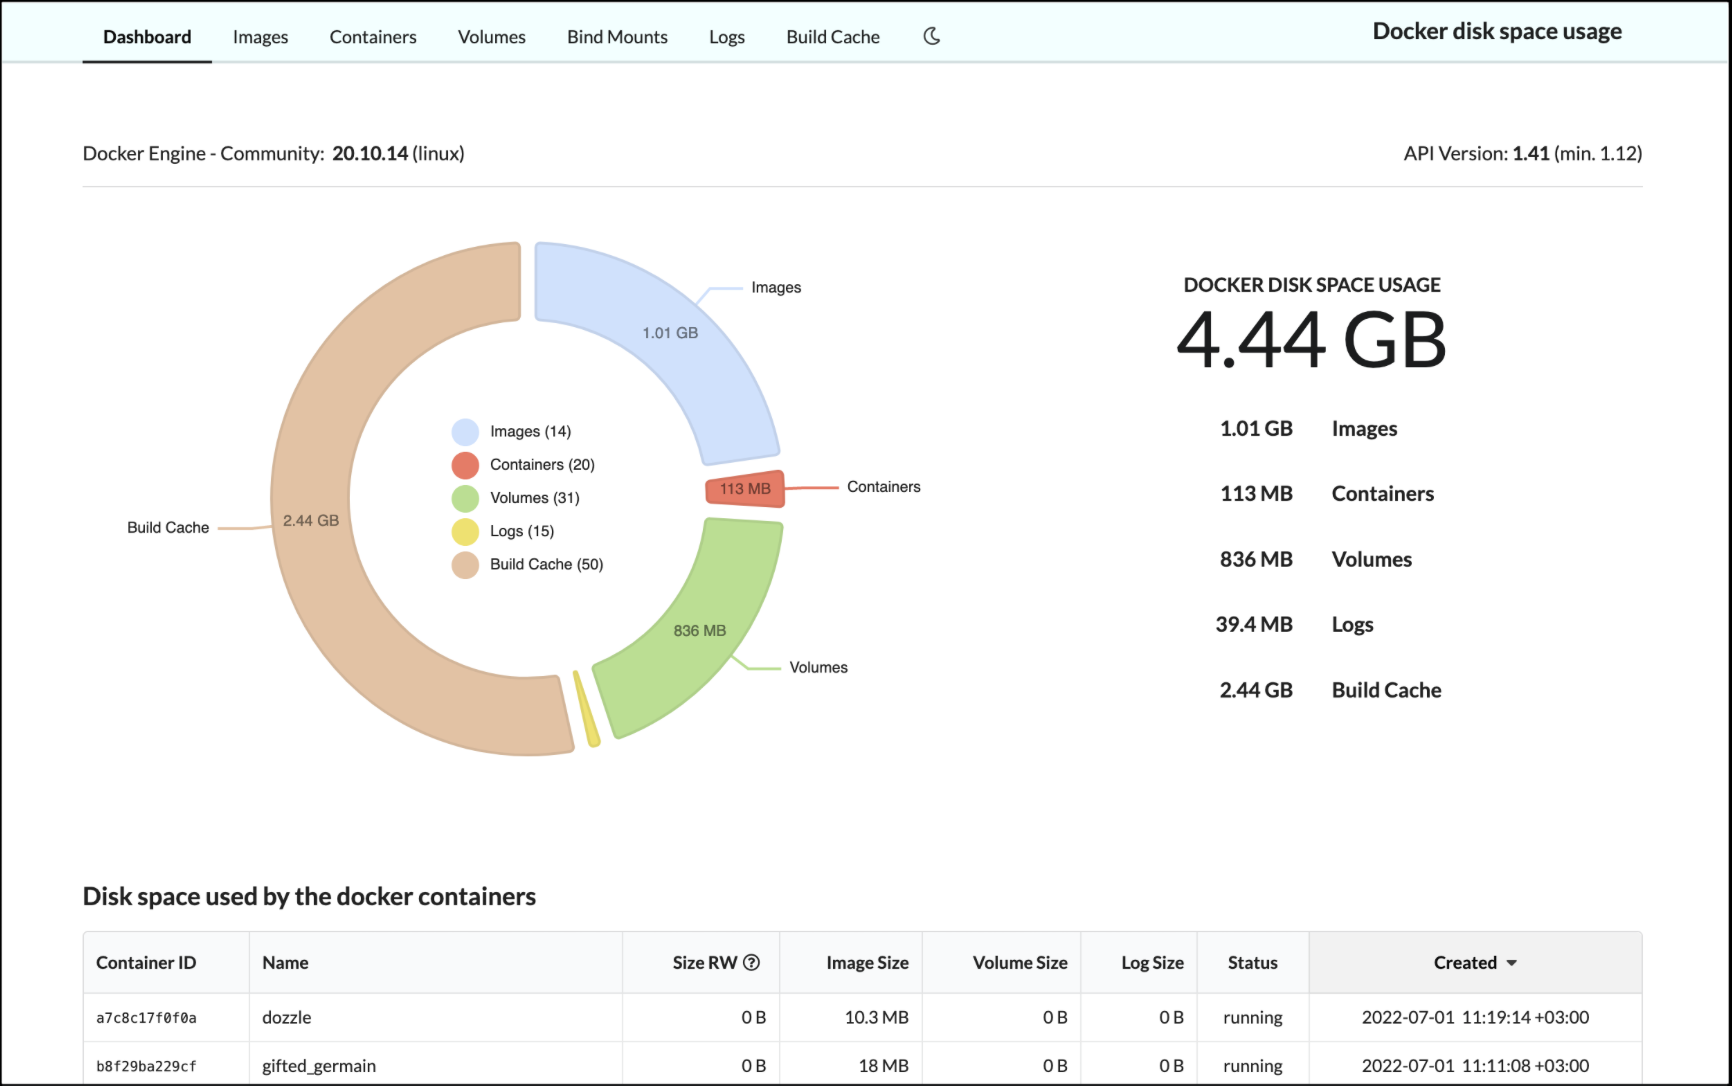 Dashboard Images Containers Volumes Bind Mounts Logs Build Cache Docker disk space usage
Docker Engine - Community: 20.10.14 (linux) API Version: 1.41 (min. 1.12)
Images
1.01 GB
Containers
113 MB
Volumes
836 MB
Build Cache
2.44 GB
Images (14)
Containers (20)
Volumes (31)
Logs (15)
Build Cache (50)
DOCKER DISK SPACE USAGE
4.44 GB
1.01 GB Images
113 MB Containers
836 MB Volumes
39.4 MB Logs
2.44 GB Build Cache
Disk space used by the docker containers
Container ID Name Size RW Image Size Volume Size Log Size Status Created
a7c8c17f0f0a dozzle 0 B 10.3 MB 0 B 0 B running 2022-07-01 11:19:14 +03:00
b8f29ba229cf gifted_germain 0 B 18 MB 0 B 0 B running 2022-07-01 11:11:08 +03:00